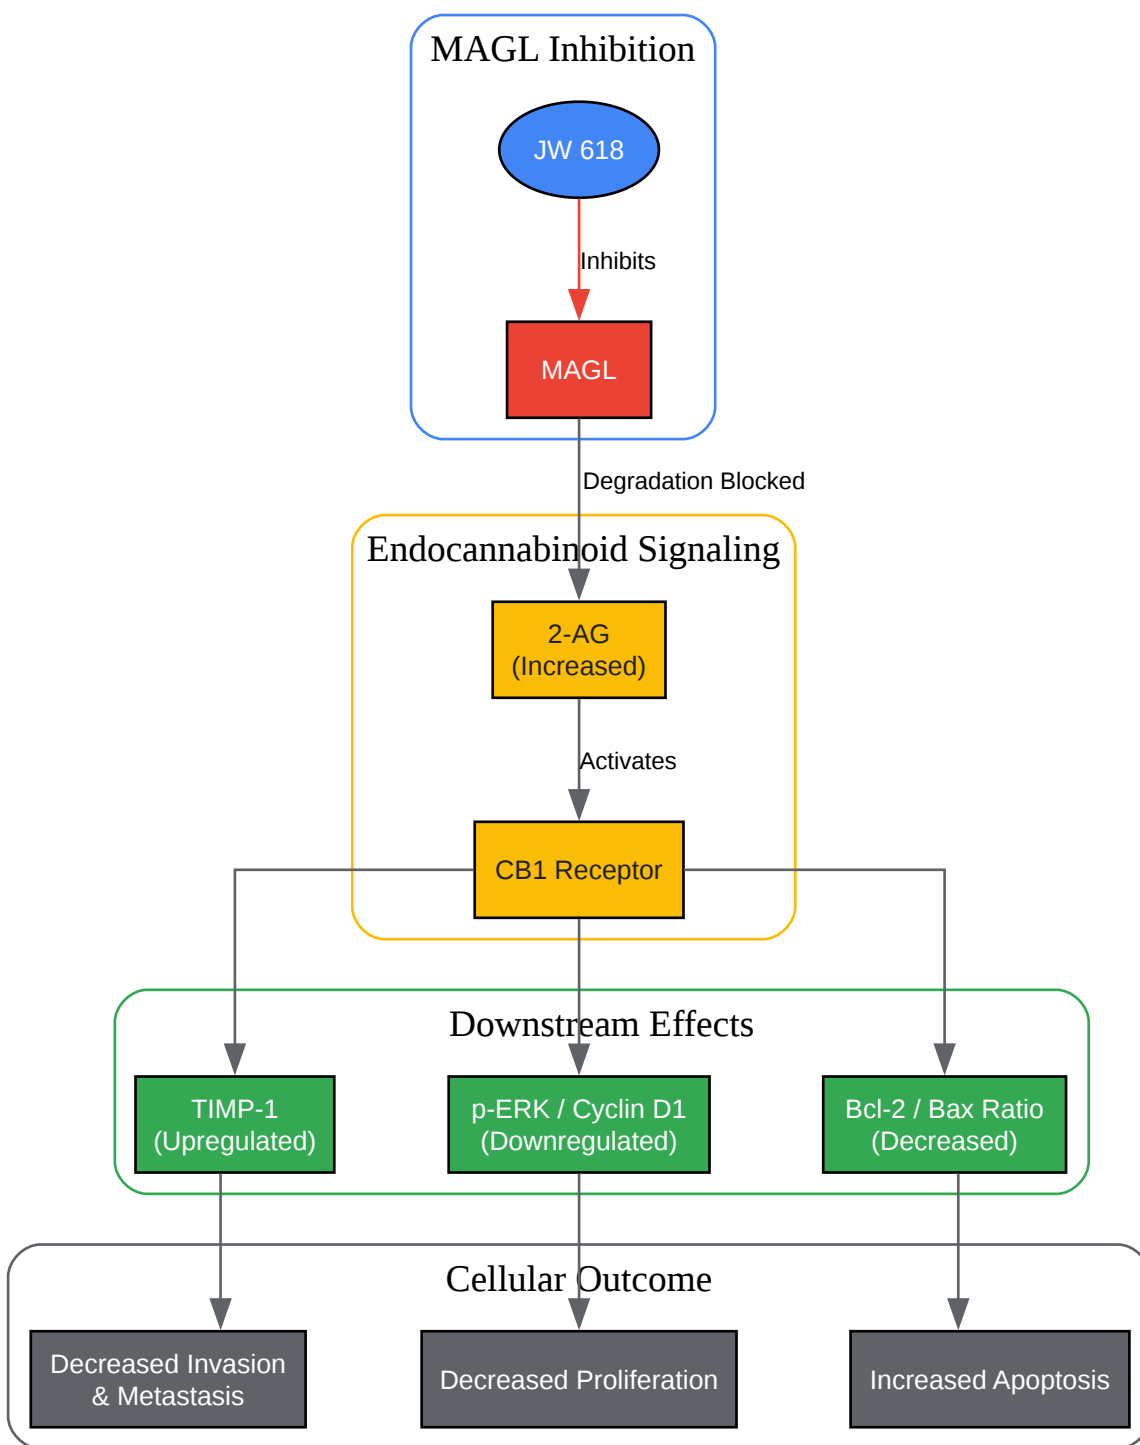 MAGL Inhibition
JW 618
Inhibits
MAGL
Degradation Blocked
Endocannabinoid Signaling
2-AG
(Increased)
Activates
CB1 Receptor
Downstream Effects
TIMP-1
(Upregulated)
p-ERK / Cyclin D1
(Downregulated)
Bcl-2 / Bax Ratio
(Decreased)
Cellular Outcome
Decreased Invasion
& Metastasis
Decreased Proliferation
Increased Apoptosis